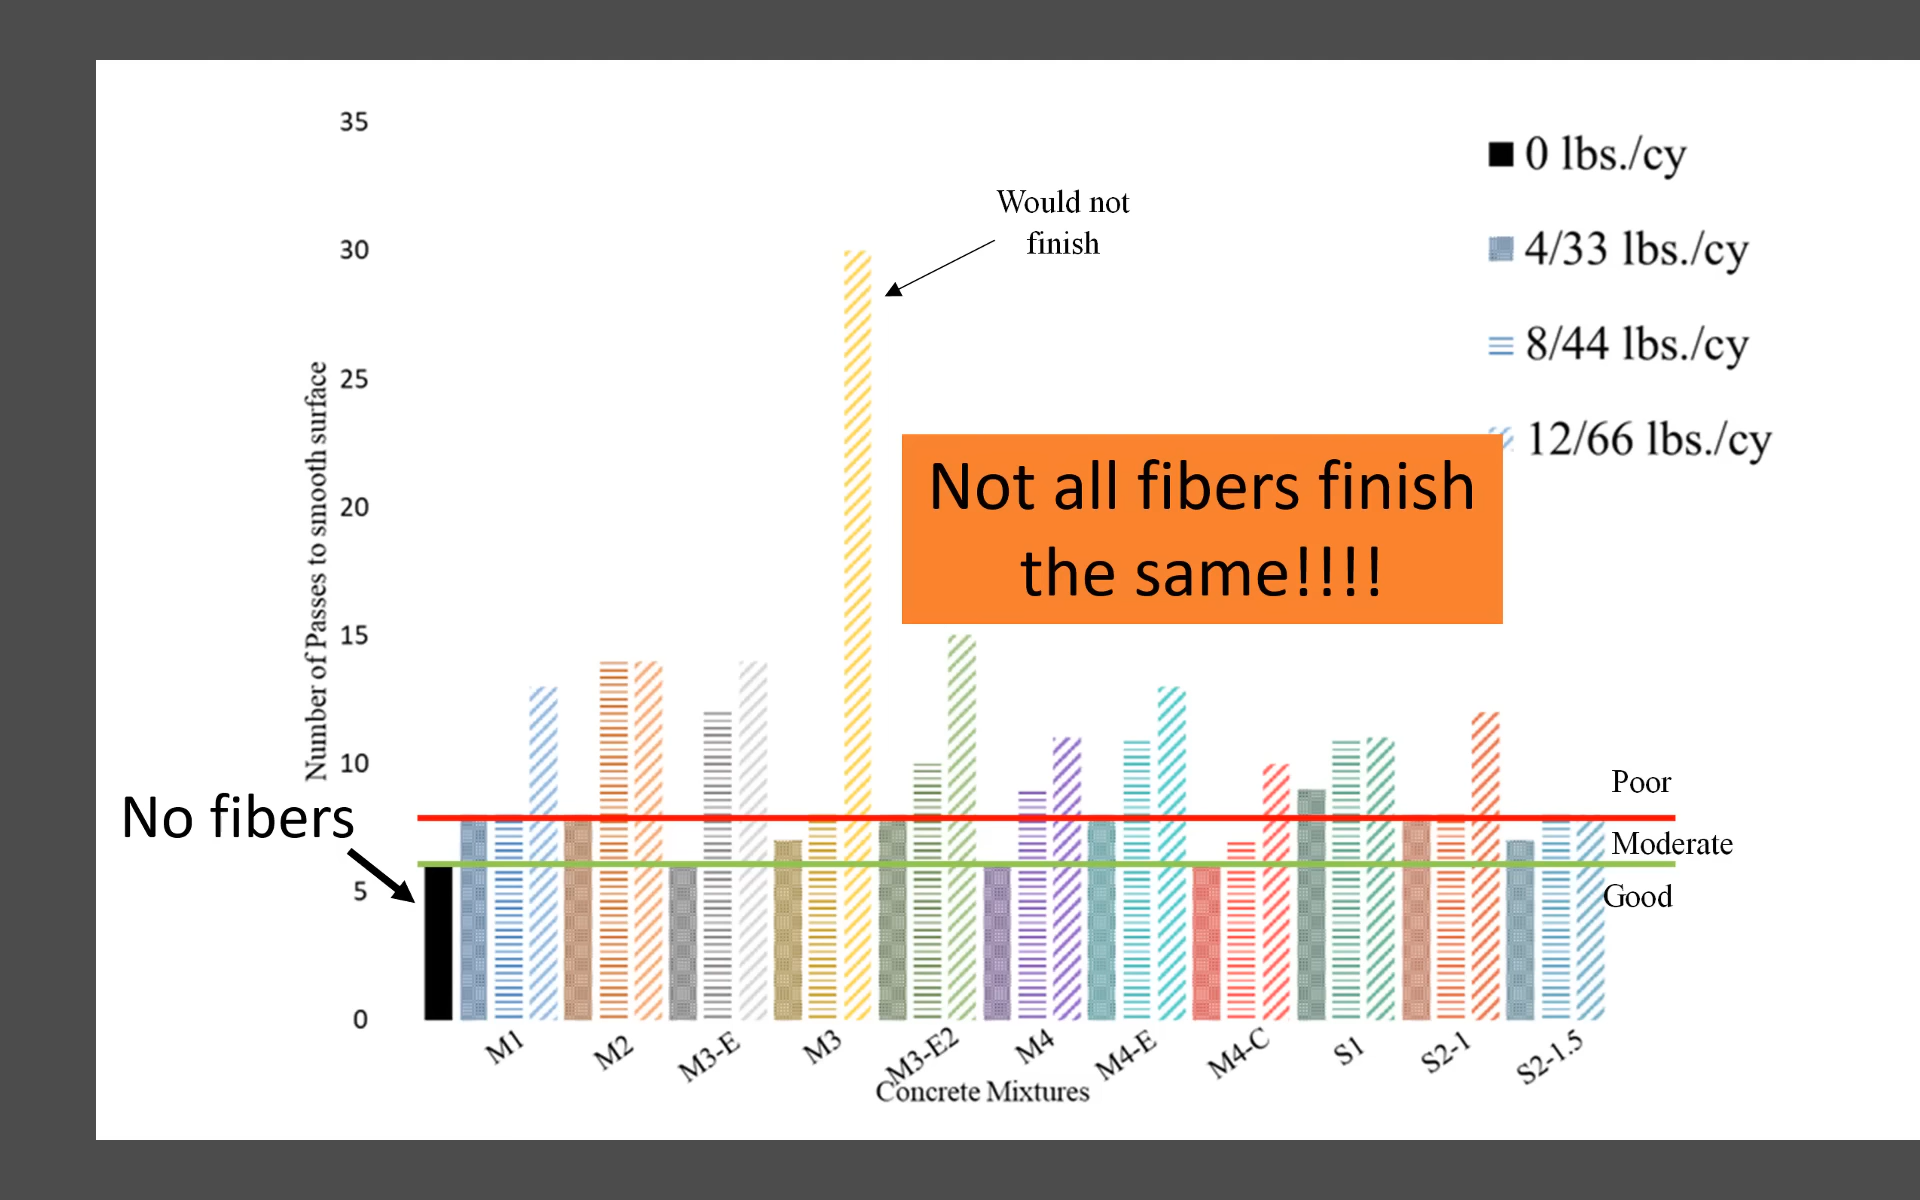 35
30
25
20
15
10
5
0
Number of Passes to smooth surface
Would not
finish
0 lbs./cy
4/33 lbs./cy
8/44 lbs./cy
12/66 lbs./cy
Not all fibers finish
the same!!!!
No fibers
Poor
Moderate
Good
M1
M2
M3-E
M3
M3-E2
M4
M4-E
M4-C
S1
S2-1
S2-1.5
Concrete Mixtures